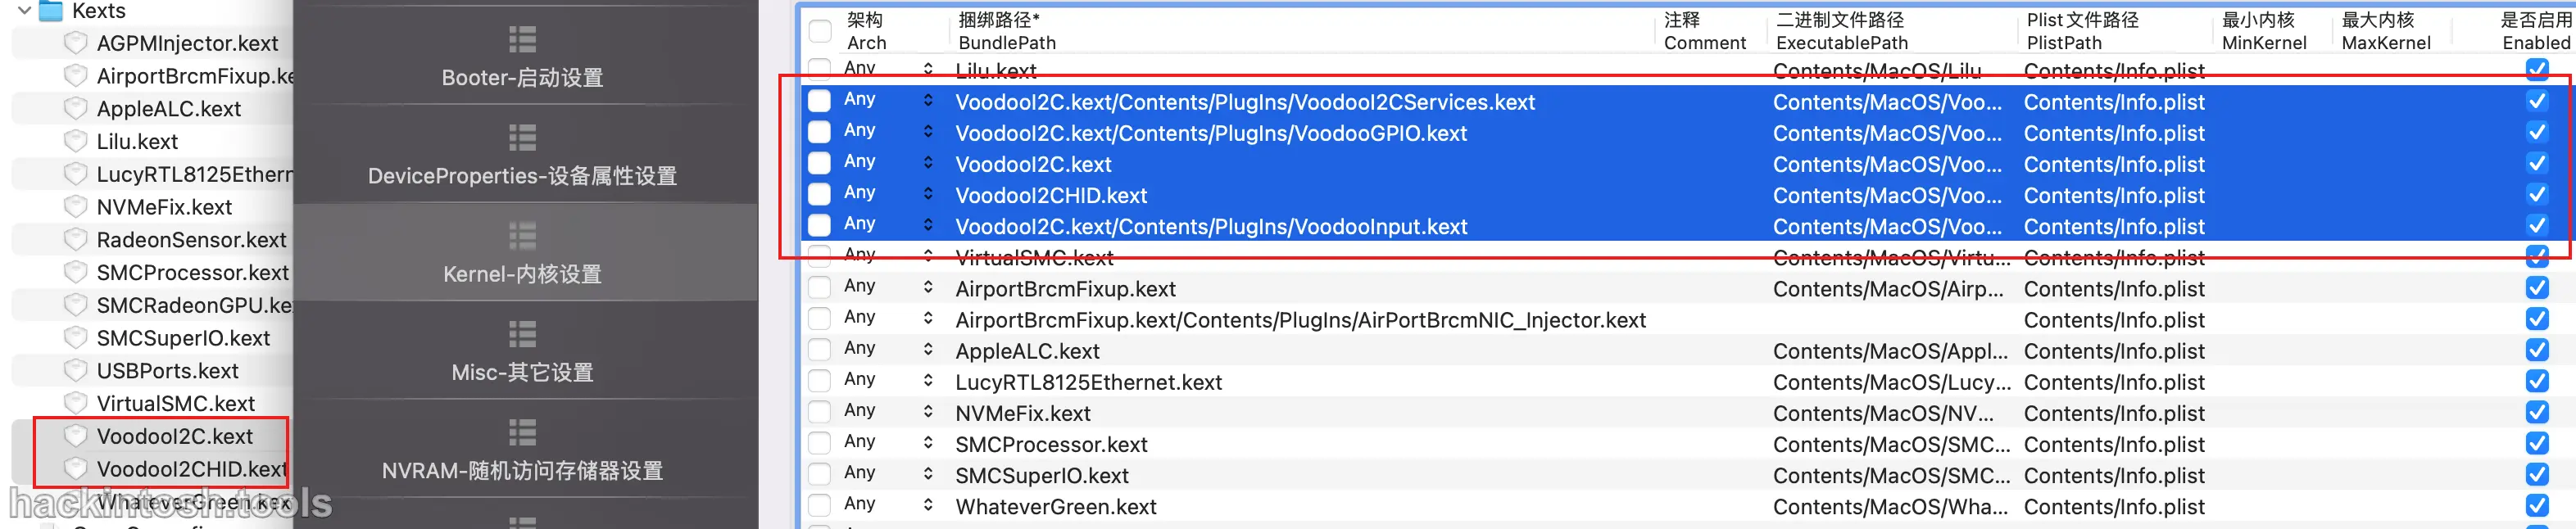 Kexts
AGPMInjector.kext
AirportBrcmFixup.ke
AppleALC.kext
Lilu.kext
LucyRTL8125Ethern
NVMeFix.kext
RadeonSensor.kext
SMCProcessor.kext
SMCRadeonGPU.ke
SMCSuperIO.kext
USBPorts.kext
VirtualSMC.kext
VoodooI2C.kext
VoodooI2CHID.kext
WhateverGreen.kex
hackintosh.tools
Booter-启动设置
DeviceProperties-设备属性设置
Kernel-内核设置
Misc-其它设置
NVRAM-随机访问存储器设置
架构 捆绑路径* 注释 二进制文件路径 Plist 文件路径 最小内核 最大内核 是否启用
Arch BundlePath Comment ExecutablePath PlistPath MinKernel MaxKernel Enabled
Any Lilu.kext Contents/MacOS/Lilu Contents/Info.plist
Any VoodooI2C.kext/Contents/PlugIns/VoodooI2CServices.kext Contents/MacOS/Voo... Contents/Info.plist
Any VoodooI2C.kext/Contents/PlugIns/VoodooGPIO.kext Contents/MacOS/Voo... Contents/Info.plist
Any VoodooI2C.kext Contents/MacOS/Voo... Contents/Info.plist
Any VoodooI2CHID.kext Contents/MacOS/Voo... Contents/Info.plist
Any VoodooI2C.kext/Contents/PlugIns/VoodooInput.kext Contents/MacOS/Voo... Contents/Info.plist
Any VirtualSMC.kext Contents/MacOS/Virtu... Contents/Info.plist
Any AirportBrcmFixup.kext Contents/MacOS/Airp... Contents/Info.plist
Any AirportBrcmFixup.kext/Contents/PlugIns/AirPortBrcmNIC_Injector.kext Contents/Info.plist
Any AppleALC.kext Contents/MacOS/Appl... Contents/Info.plist
Any LucyRTL8125Ethernet.kext Contents/MacOS/Lucy... Contents/Info.plist
Any NVMeFix.kext Contents/MacOS/NV... Contents/Info.plist
Any SMCProcessor.kext Contents/MacOS/SMC... Contents/Info.plist
Any SMCSuperIO.kext Contents/MacOS/SMC... Contents/Info.plist
Any WhateverGreen.kext Contents/MacOS/Wha... Contents/Info.plist